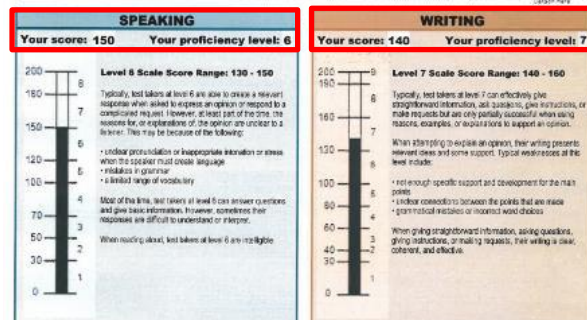 SPEAKING
Your score: 150 Your proficiency level: 6
200
190
160
130
110
80
60
40
0
8
7
6
5
4
3
2
1
Level 6 Scale Score Range: 130 - 150
Typically, test takers at level 6 are able to create a relevant
response when asked to express an opinion or respond to a
complicated request. However, at least part of the time, the
reasons for, or explanations of, the opinion are unclear to a
listener. This may be because of the following:
• unclear pronunciation or inappropriate intonation or stress
when the speaker must create language
• mistakes in grammar
• a limited range of vocabulary
Most of the time, test takers at level 6 can answer questions
and give basic information. However, sometimes their
responses are difficult to understand or interpret.
When reading aloud, test takers at level 6 are intelligible
WRITING
Your score: 140 Your proficiency level: 7
200
9
8
7
6
5
4
3
2
1
0
Level 7 Scale Score Range: 140 - 160
Typically, test takers at level 7 can effectively give
straightforward information, ask questions, give instructions, or
make requests but are only partially successful when using
reasons, examples, or explanations to support an opinion.
When attempting to explain an opinion, their writing presents
relevant ideas and some support. Typical weaknesses at this
level include:
• not enough specific support and development for the main
points
• unclear connections between the points that are made
• grammatical mistakes or incorrect word choices
When giving straightforward information, asking questions,
giving instructions, or making requests, their writing is clear,
coherent, and effective.